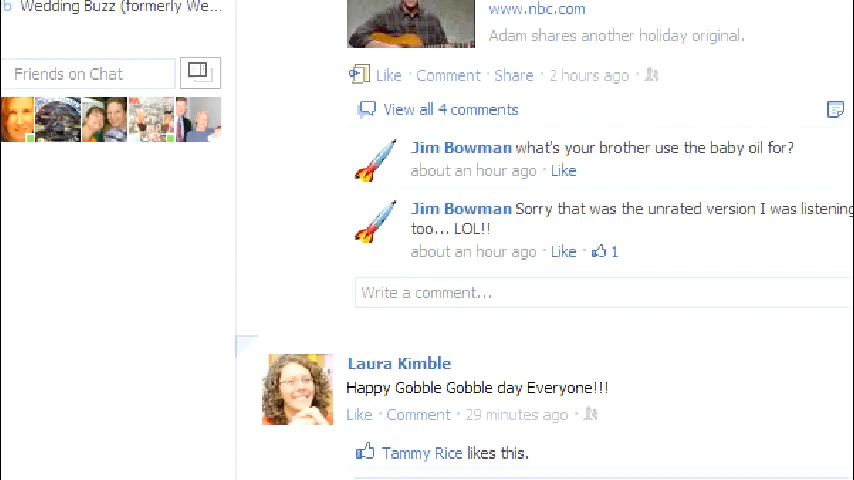 Wedding Buzz (formerly We...
www.nbc.com
Adam shares another holiday original.
Friends on Chat
Like · Comment · Share · 2 hours ago ·
View all 4 comments
Jim Bowman what's your brother use the baby oil for?
about an hour ago · Like
Jim Bowman Sorry that was the unrated version I was listening
too... LOL!!
about an hour ago · Like · 1
Write a comment...
Laura Kimble
Happy Gobble Gobble day Everyone!!!
Like · Comment · 29 minutes ago ·
Tammy Rice likes this.